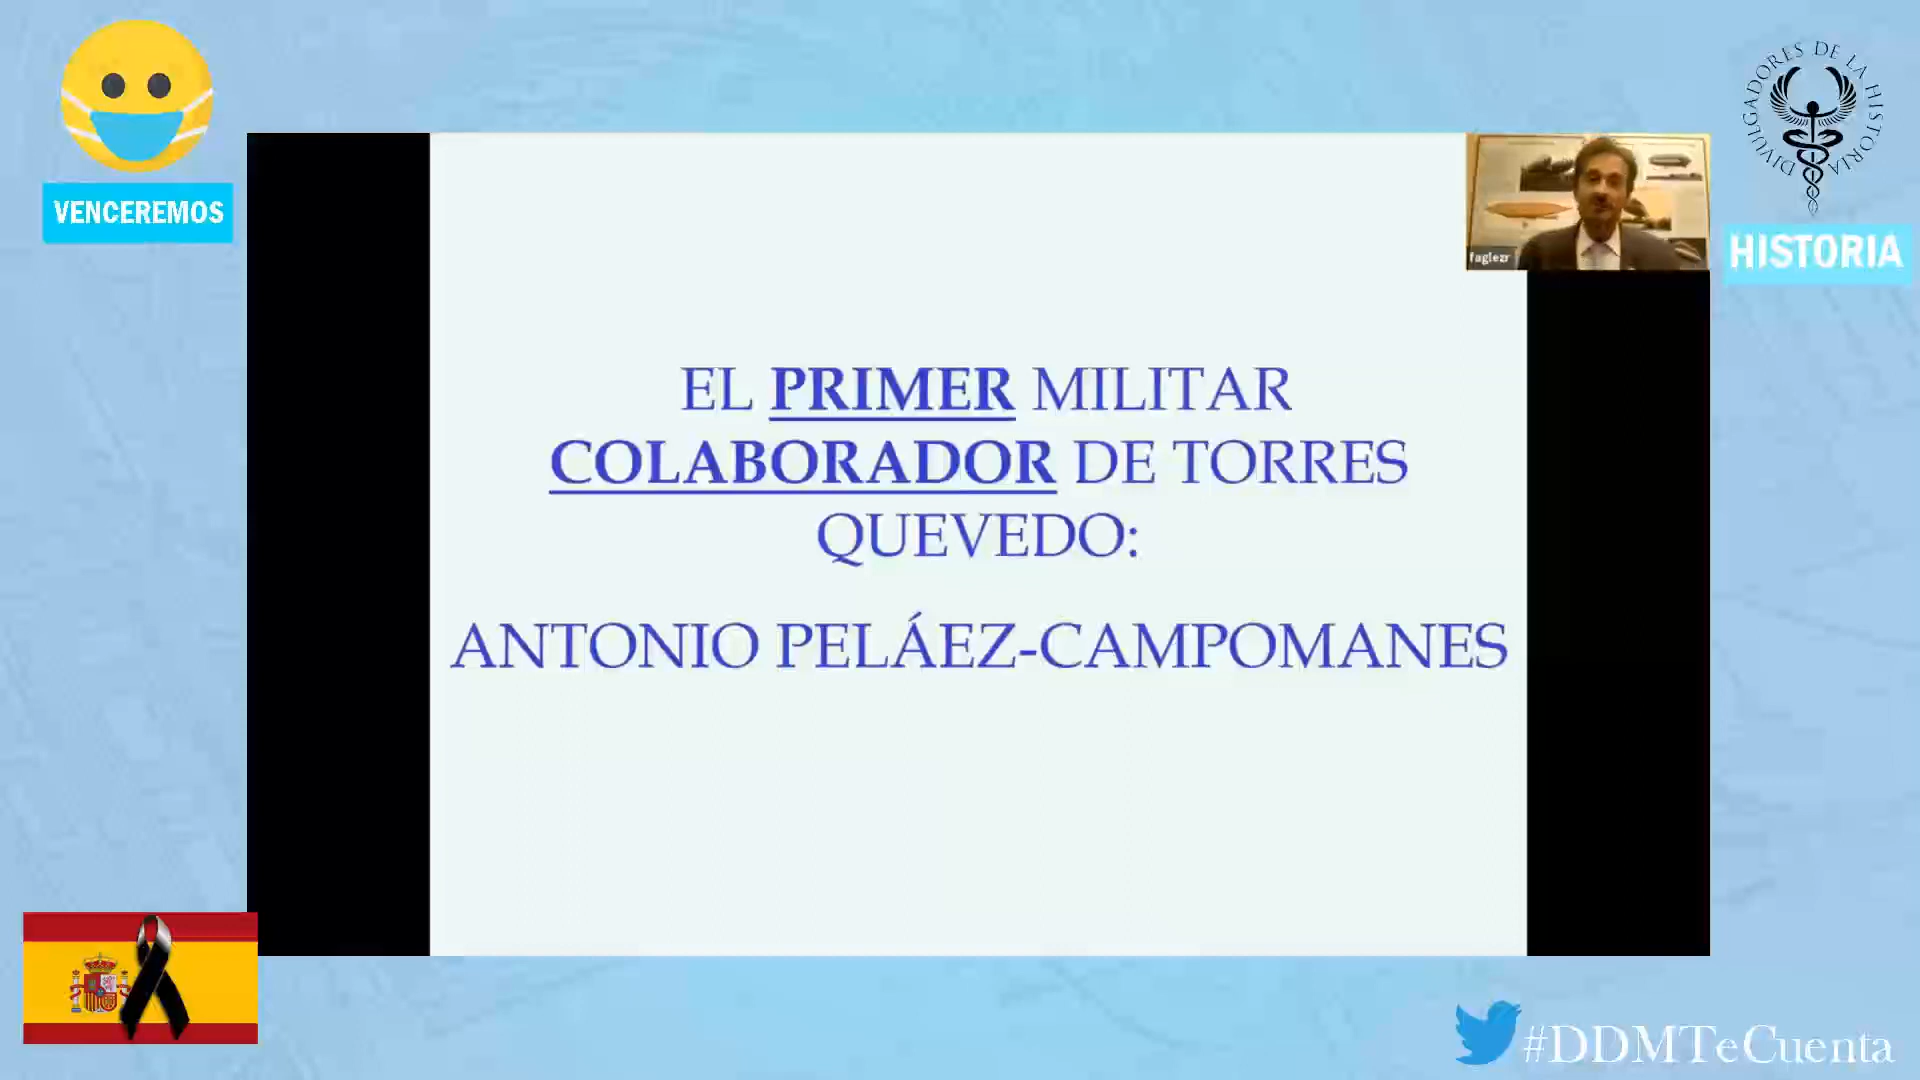 VENCEREMOS
DIVULGADORES DE LA HISTORIA
HISTORIA
faglezr
EL PRIMER MILITAR
COLABORADOR DE TORRES
QUEVEDO:
ANTONIO PELÁEZ-CAMPOMANES
#DDMTeCuenta